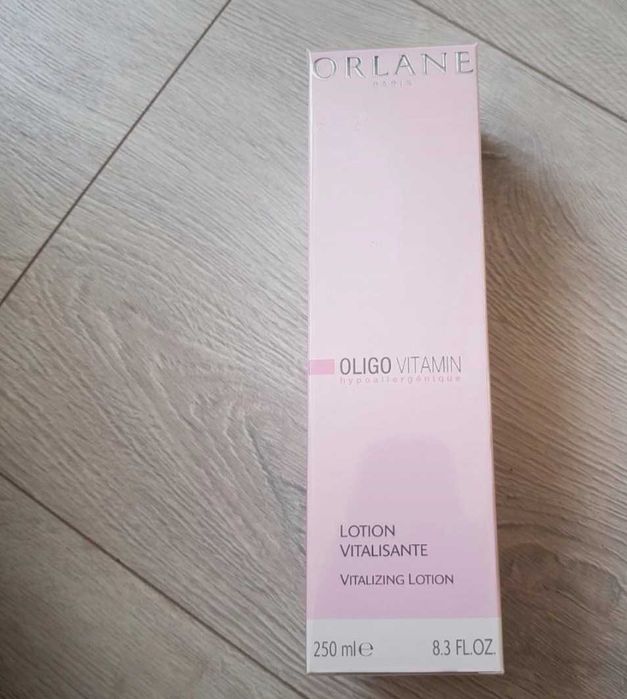 ORLANE
PARIS
OLIGO VITAMIN
hypoallergénique
LOTION
VITALISANTE
VITALIZING LOTION
250 ml e 8.3 FL.OZ.